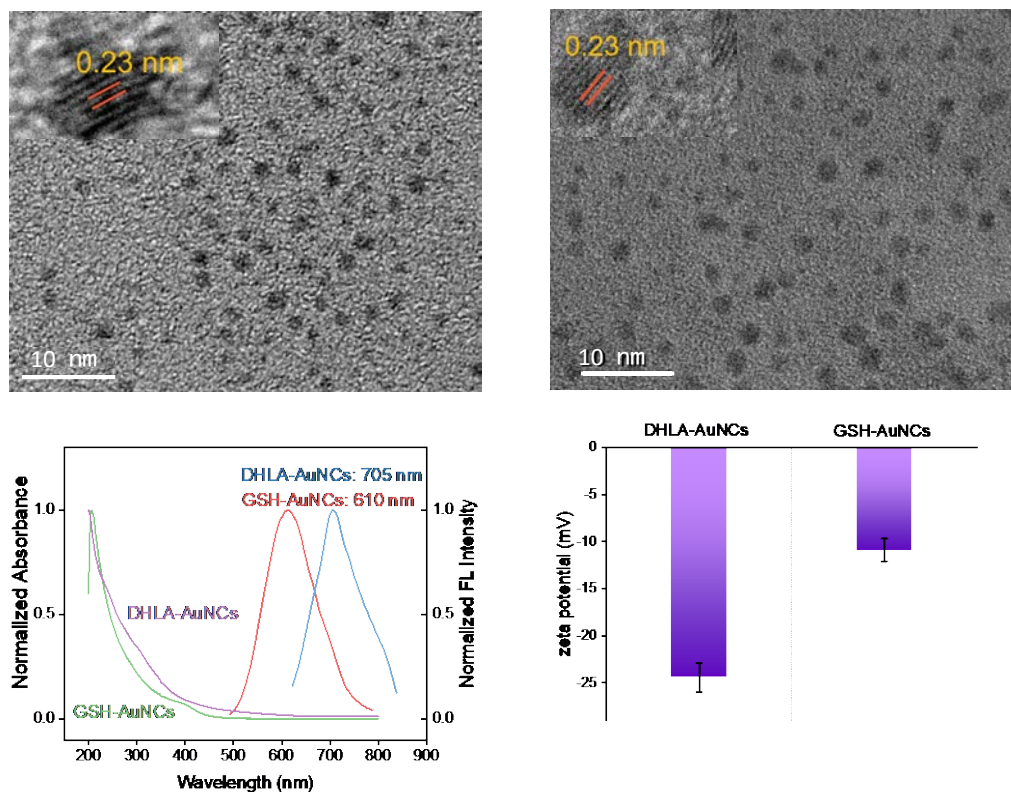 0.23 nm
10 nm
0.23 nm
10 nm
DHLA-AuNCs: 705 nm
GSH-AuNCs: 610 nm
1.0
0.5
0.0
Normalized Absorbance
DHLA-AuNCs
GSH-AuNCs
1.0
0.5
0.0
Normalized FL Intensity
200 300 400 500 600 700 800 900
Wavelength (nm)
DHLA-AuNCs GSH-AuNCs
0
-5
-10
-15
-20
-25
zeta potential (mV)